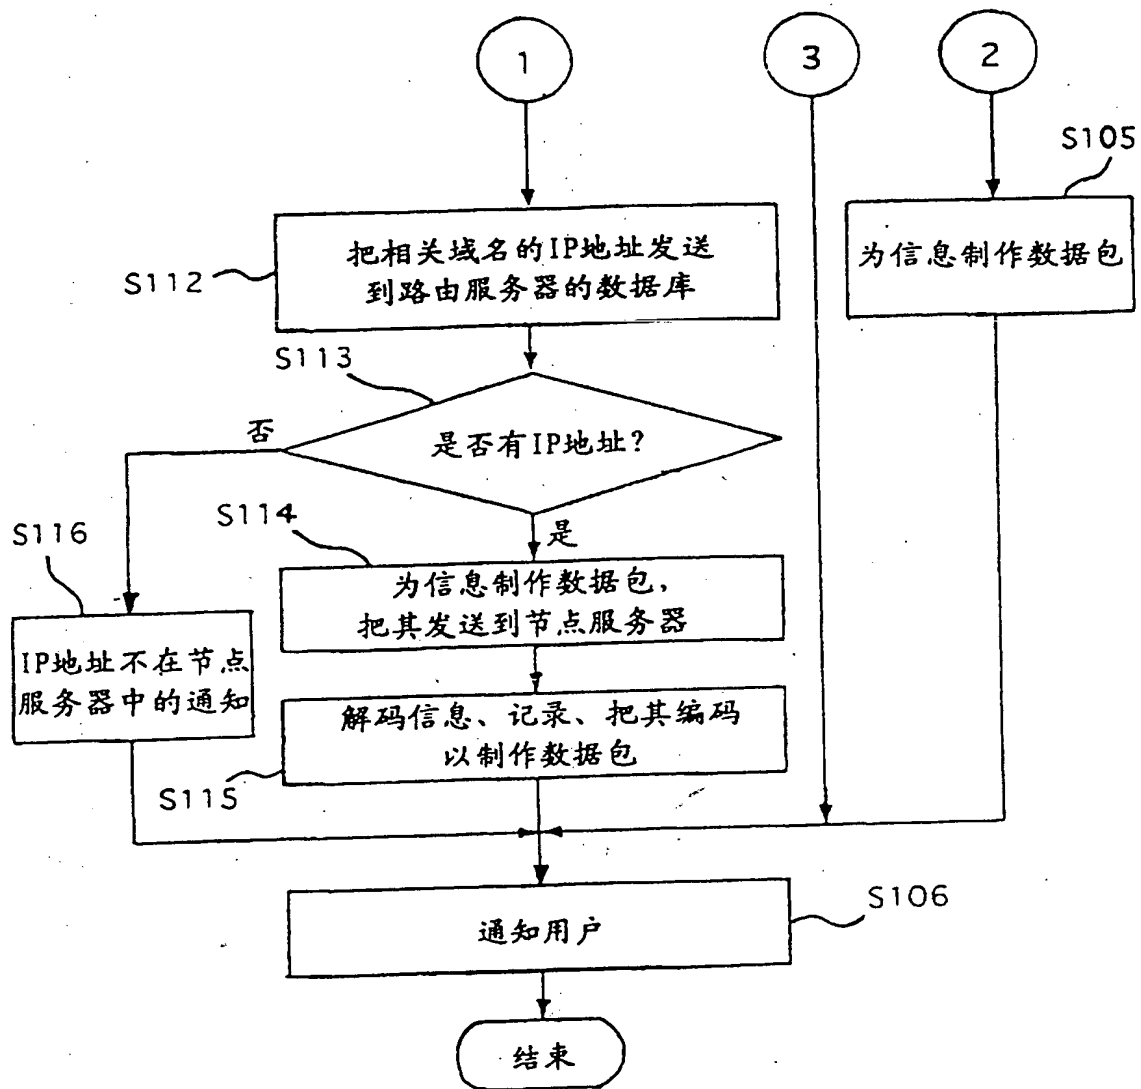 1
3
2
S105
为信息制作数据包
S112
把相关域名的IP地址发送
到路由服务器的数据库
S113
否
是否有IP地址?
S114
是
S116
为信息制作数据包,
把其发送到节点服务器
IP地址不在节点
服务器中的通知
解码信息、记录、把其编码
以制作数据包
S115
S106
通知用户
结束